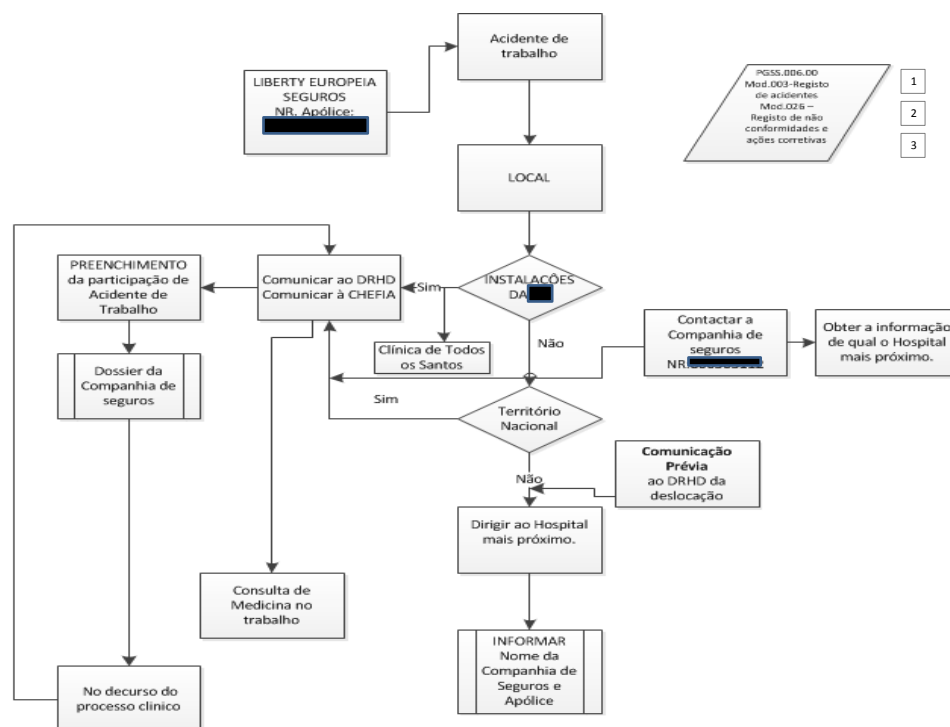 Acidente de
trabalho
LIBERTY EUROPEIA
SEGUROS
NR. Apólice:
PGSS.006.00
Mod.003-Registo
de acidentes
Mod.026 –
Registo de não
conformidades e
ações corretivas
1
2
3
LOCAL
PREENCHIMENTO
da participação de
Acidente de
Trabalho
Comunicar ao DRHD
Comunicar à CHEFIA
Sim
INSTALAÇÕES
DA
Clínica de Todos
os Santos
Não
Contactar a
Companhia de
seguros
NR.
Obter a informação
de qual o Hospital
mais próximo.
Dossier da
Companhia de
seguros
Sim
Território
Nacional
Não
Comunicação
Prévia
ao DRHD da
deslocação
Dirigir ao Hospital
mais próximo.
Consulta de
Medicina no
trabalho
INFORMAR
Nome da
Companhia de
Seguros e
Apólice
No decurso do
processo clinico